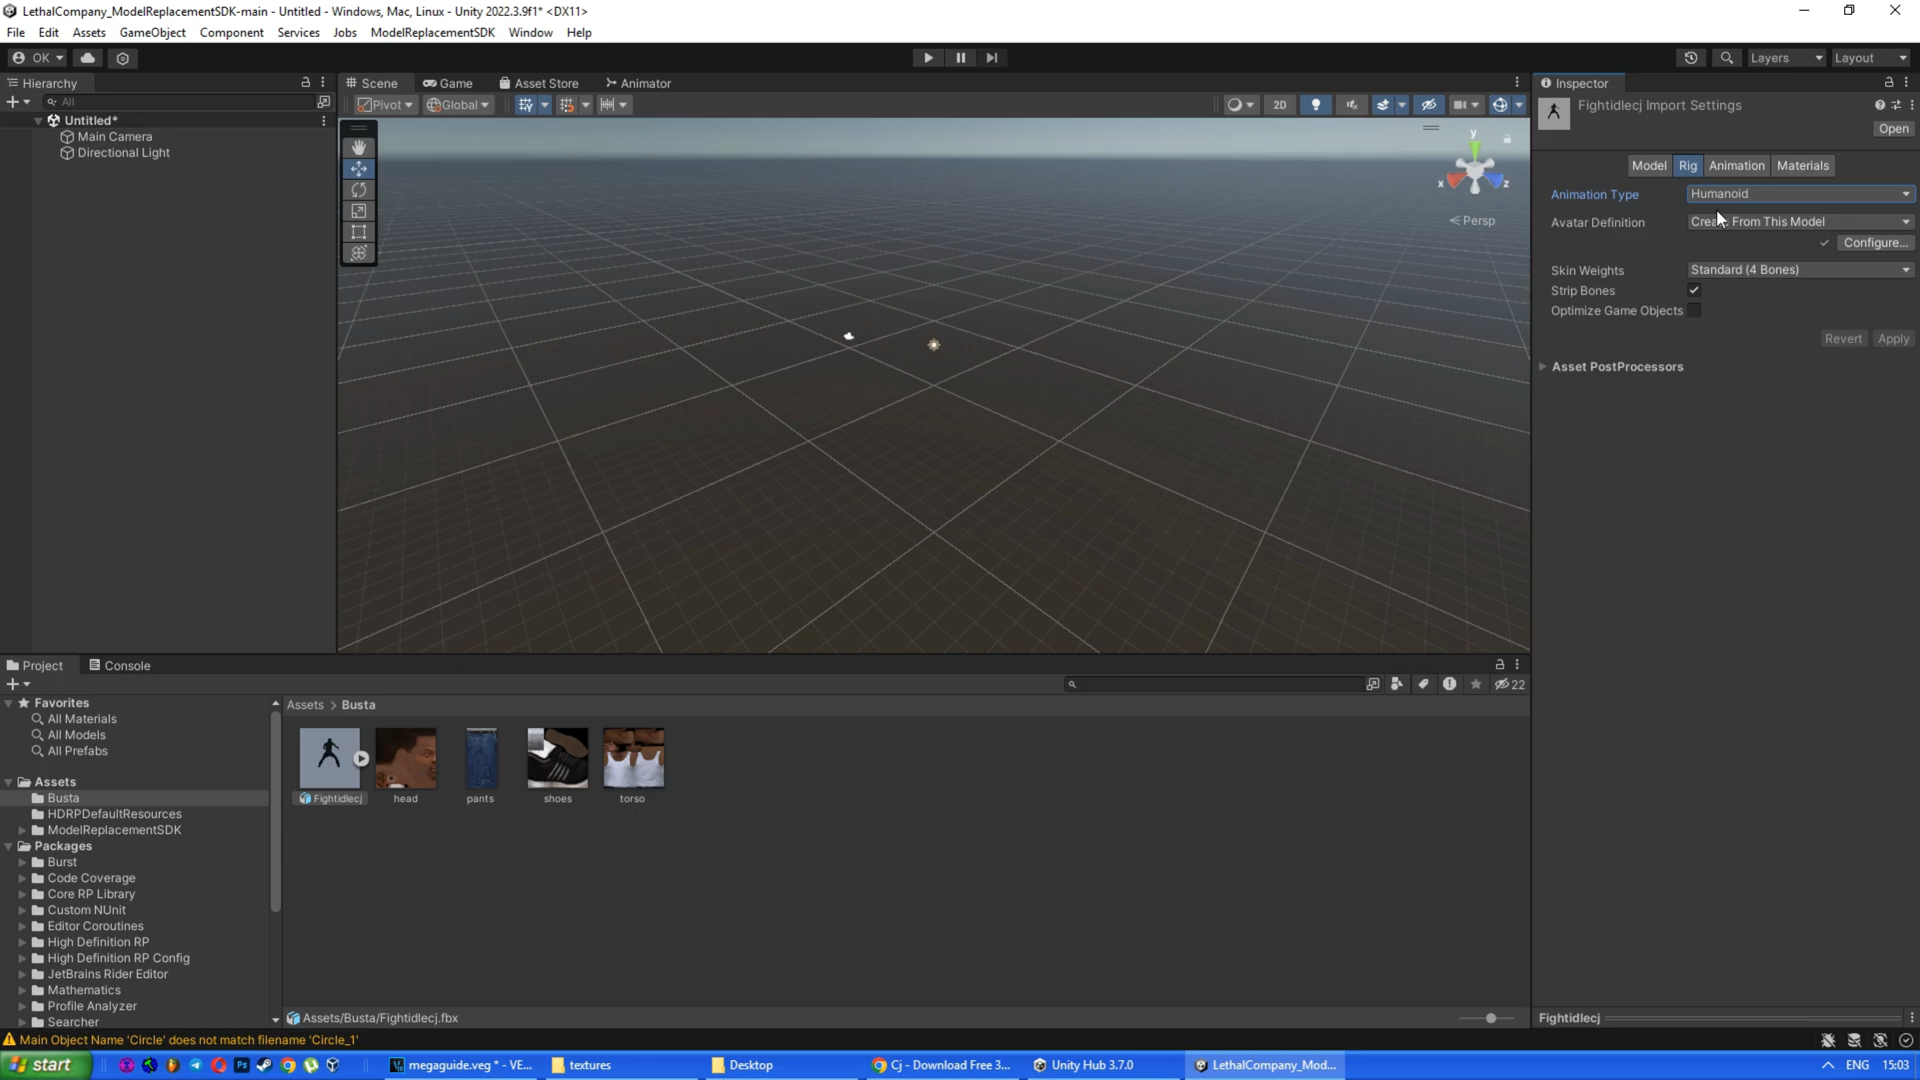 LethalCompany_ModelReplacementSDK-main - Untitled - Windows, Mac, Linux - Unity 2022.3.9f1* <DX11>
File Edit Assets GameObject Component Services Jobs ModelReplacementSDK Window Help
OK Layers Layout
Hierarchy Scene Game Asset Store Animator Inspector
All Pivot Global 2D Fightidlecj Import Settings
Open
Untitled*
Main Camera
Directional Light
y
x z
Persp
Model Rig Animation Materials
Animation Type Humanoid
Avatar Definition From This Model
Configure...
Skin Weights Standard (4 Bones)
Strip Bones
Optimize Game Objects
Revert Apply
Asset PostProcessors
Project Console
22
Favorites
All Materials
All Models
All Prefabs
Assets
Busta
HDRPDefaultResources
ModelReplacementSDK
Packages
Burst
Code Coverage
Core RP Library
Custom NUnit
Editor Coroutines
High Definition RP
High Definition RP Config
JetBrains Rider Editor
Mathematics
Profile Analyzer
Searcher
Assets > Busta
Fightidlecj head pants shoes torso
Assets/Busta/Fightidlecj.fbx
Fightidlecj
Main Object Name 'Circle' does not match filename 'Circle_1'
start megaguide.veg * - VE... textures Desktop Cj - Download Free 3... Unity Hub 3.7.0 LethalCompany_Mod... ENG 15:03